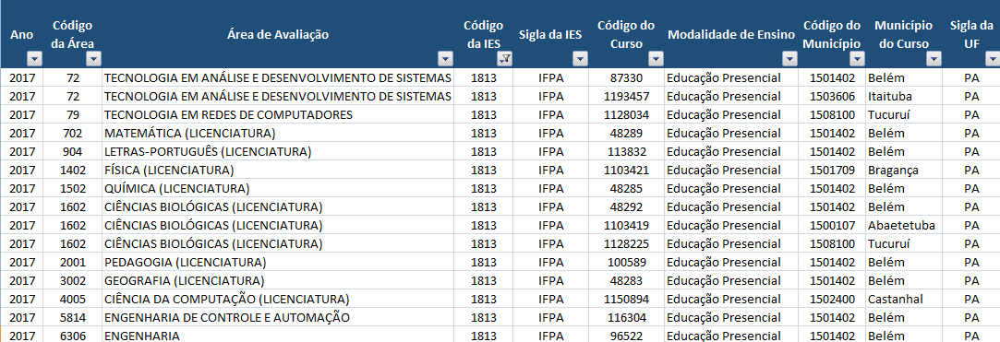 Ano Código da Área Área de Avaliação Código da IES Sigla da IES Código do Curso Modalidade de Ensino Código do Município Município do Curso Sigla da UF
2017 72 TECNOLOGIA EM ANÁLISE E DESENVOLVIMENTO DE SISTEMAS 1813 IFPA 87330 Educação Presencial 1501402 Belém PA
2017 72 TECNOLOGIA EM ANÁLISE E DESENVOLVIMENTO DE SISTEMAS 1813 IFPA 1193457 Educação Presencial 1503606 Itaituba PA
2017 79 TECNOLOGIA EM REDES DE COMPUTADORES 1813 IFPA 1128034 Educação Presencial 1508100 Tucuruí PA
2017 702 MATEMÁTICA (LICENCIATURA) 1813 IFPA 48289 Educação Presencial 1501402 Belém PA
2017 904 LETRAS-PORTUGUÊS (LICENCIATURA) 1813 IFPA 113832 Educação Presencial 1501402 Belém PA
2017 1402 FÍSICA (LICENCIATURA) 1813 IFPA 1103421 Educação Presencial 1501709 Bragança PA
2017 1502 QUÍMICA (LICENCIATURA) 1813 IFPA 48285 Educação Presencial 1501402 Belém PA
2017 1602 CIÊNCIAS BIOLÓGICAS (LICENCIATURA) 1813 IFPA 48292 Educação Presencial 1501402 Belém PA
2017 1602 CIÊNCIAS BIOLÓGICAS (LICENCIATURA) 1813 IFPA 1103419 Educação Presencial 1500107 Abaetetuba PA
2017 1602 CIÊNCIAS BIOLÓGICAS (LICENCIATURA) 1813 IFPA 1128225 Educação Presencial 1508100 Tucuruí PA
2017 2001 PEDAGOGIA (LICENCIATURA) 1813 IFPA 100589 Educação Presencial 1501402 Belém PA
2017 3002 GEOGRAFIA (LICENCIATURA) 1813 IFPA 48283 Educação Presencial 1501402 Belém PA
2017 4005 CIÊNCIA DA COMPUTAÇÃO (LICENCIATURA) 1813 IFPA 1150894 Educação Presencial 1502400 Castanhal PA
2017 5814 ENGENHARIA DE CONTROLE E AUTOMAÇÃO 1813 IFPA 116304 Educação Presencial 1501402 Belém PA
2017 6306 ENGENHARIA 1813 IFPA 96522 Educação Presencial 1501402 Belém PA